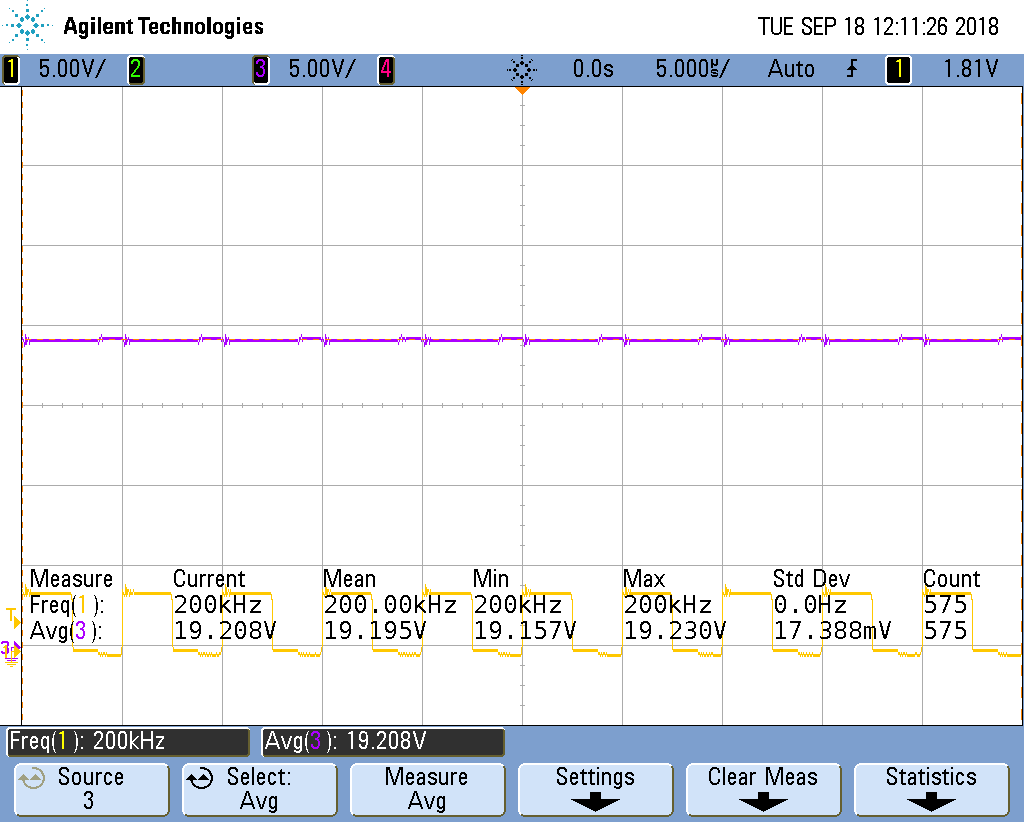 Agilent Technologies TUE SEP 18 12:11:26 2018
1 5.00V/ 2 3 5.00V/ 4 0.0s 5.000µs/ Auto 1 1.81V
Measure Current Mean Min Max Std Dev Count
Freq(1): 200kHz 200.00kHz 200kHz 200kHz 0.0Hz 575
Avg(3): 19.208V 19.195V 19.157V 19.230V 17.388mV 575
T
3
Freq(1): 200kHz Avg(3): 19.208V
Source Select: Measure Settings Clear Meas Statistics
3 Avg Avg